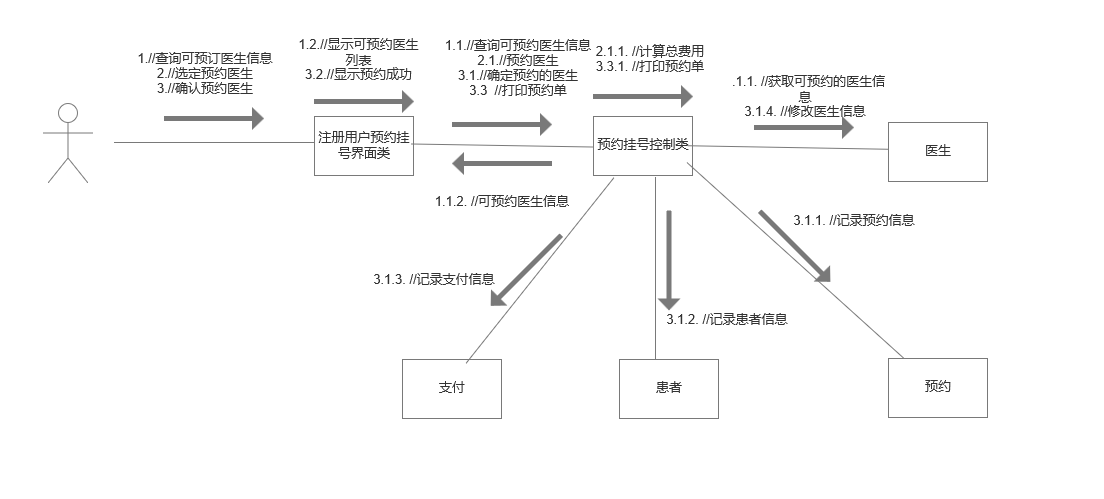 1.//查询可预订医生信息
2.//选定预约医生
3.//确认预约医生
1.2.//显示可预约医生
列表
3.2.//显示预约成功
1.1.//查询可预约医生信息
2.1.//预约医生
3.1.//确定预约的医生
3.3  //打印预约单
2.1.1. //计算总费用
3.3.1. //打印预约单
.1.1. //获取可预约的医生信
息
3.1.4. //修改医生信息
注册用户预约挂
号界面类
预约挂号控制类
医生
1.1.2. //可预约医生信息
3.1.1. //记录预约信息
3.1.3. //记录支付信息
3.1.2. //记录患者信息
支付
患者
预约